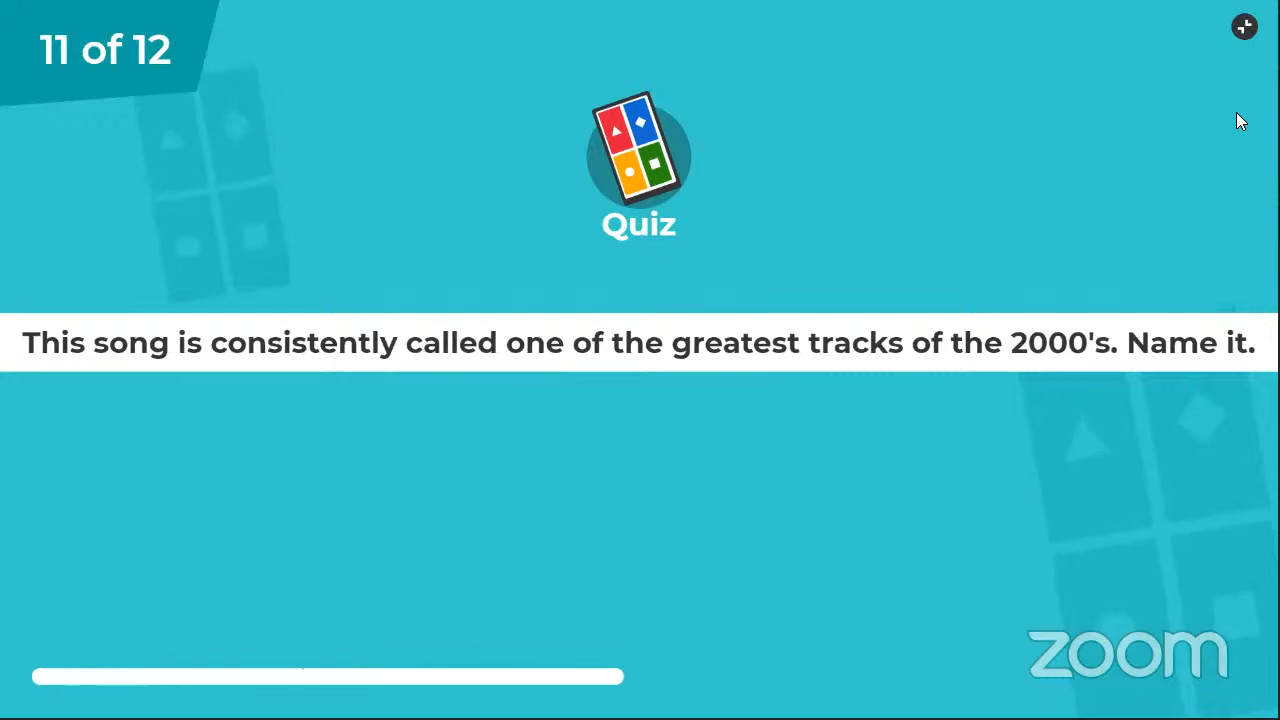 11 of 12
Quiz
This song is consistently called one of the greatest tracks of the 2000's. Name it.
zoom